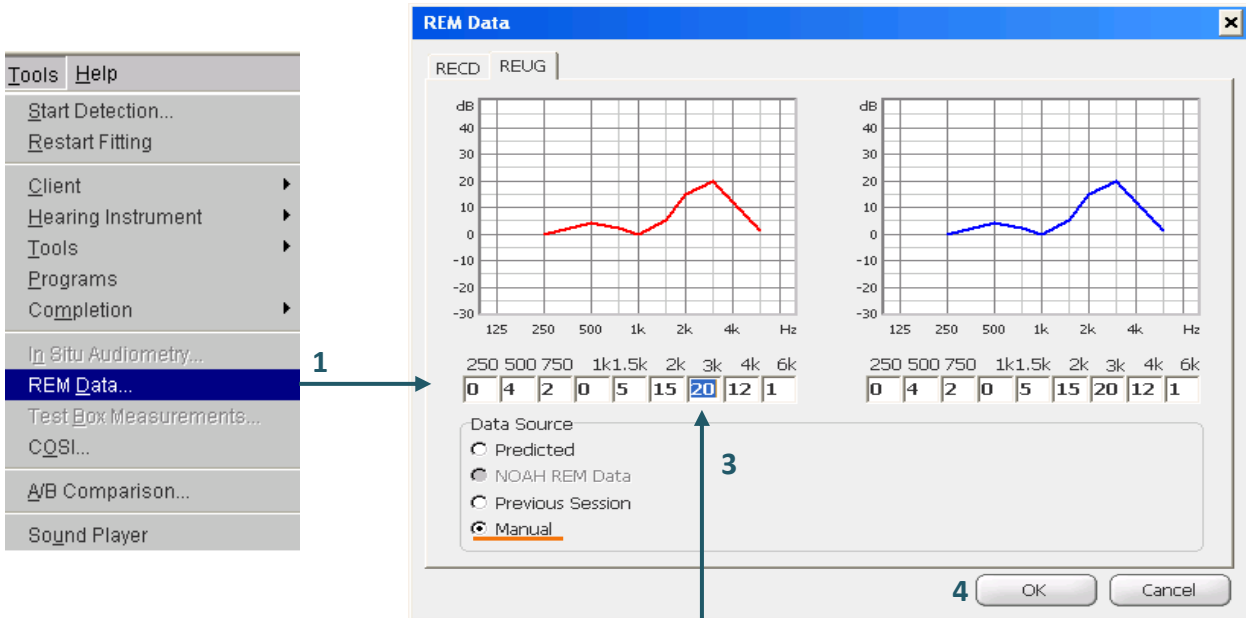 Tools Help
Start Detection...
Restart Fitting
Client
Hearing Instrument
Tools
Programs
Completion
In Situ Audiometry...
REM Data...
Test Box Measurements...
COSI...
A/B Comparison...
Sound Player
1
REM Data
RECD REUG
dB
40
30
20
10
0
-10
-20
-30
125 250 500 1k 2k 4k Hz
250 500 750 1k 1.5k 2k 3k 4k 6k
0 4 2 0 5 15 20 12 1
dB
40
30
20
10
0
-10
-20
-30
125 250 500 1k 2k 4k Hz
250 500 750 1k 1.5k 2k 3k 4k 6k
0 4 2 0 5 15 20 12 1
Data Source
Predicted
NOAH REM Data
Previous Session
Manual
3
4
OK Cancel